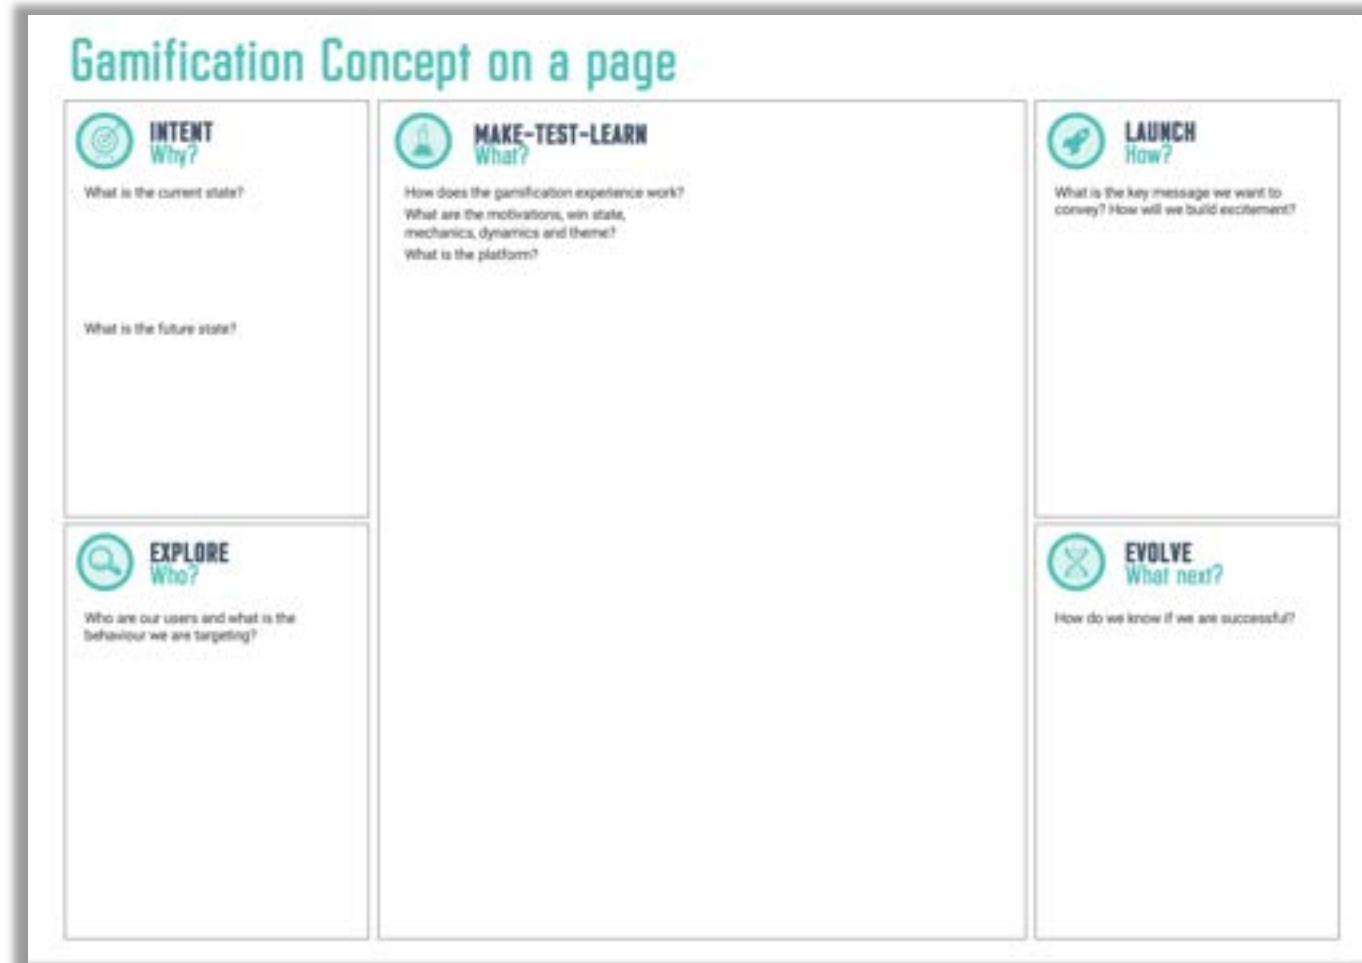 Gamification Concept on a page
INTENT
Why?
What is the current state?
What is the future state?
EXPLORE
Who?
Who are our users and what is the
behaviour we are targeting?
MAKE-TEST-LEARN
What?
How does the gamification experience work?
What are the motivations, win state,
mechanics, dynamics and theme?
What is the platform?
LAUNCH
How?
What is the key message we want to
convey? How will we build excitement?
EVOLVE
What next?
How do we know if we are successful?